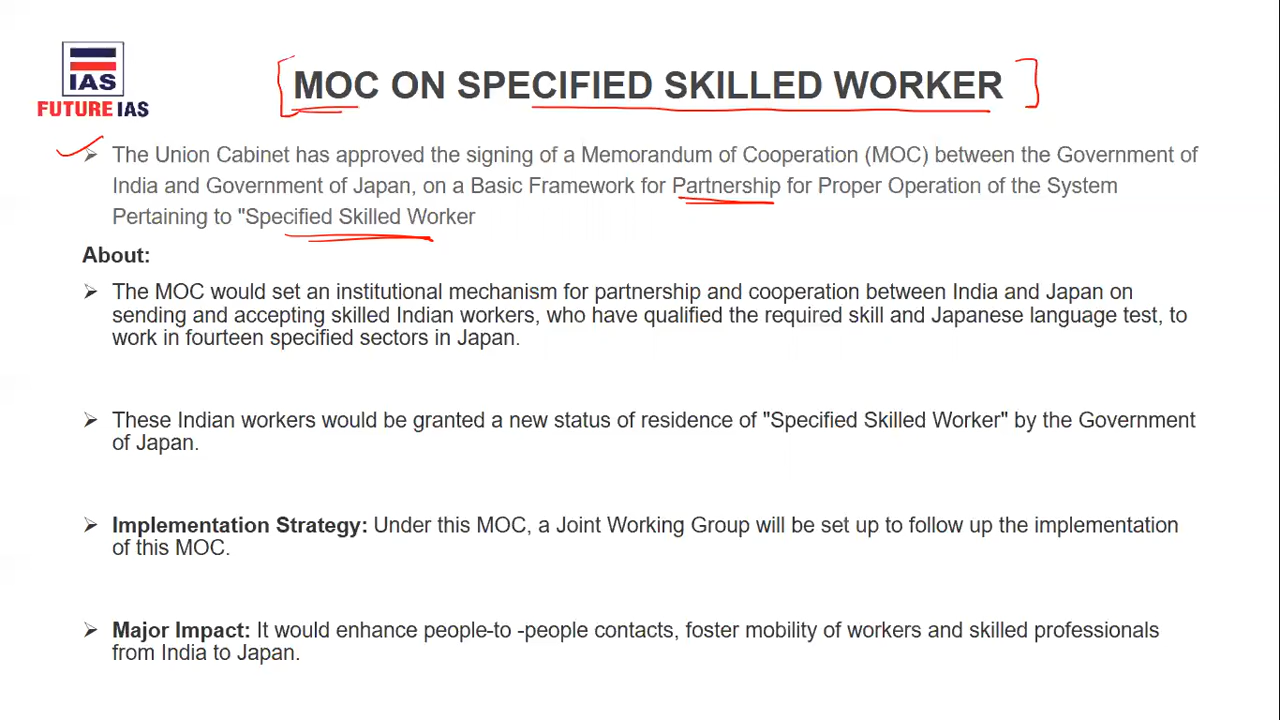 IAS
FUTURE IAS
MOC ON SPECIFIED SKILLED WORKER
The Union Cabinet has approved the signing of a Memorandum of Cooperation (MOC) between the Government of
India and Government of Japan, on a Basic Framework for Partnership for Proper Operation of the System
Pertaining to "Specified Skilled Worker
About:
The MOC would set an institutional mechanism for partnership and cooperation between India and Japan on
sending and accepting skilled Indian workers, who have qualified the required skill and Japanese language test, to
work in fourteen specified sectors in Japan.
These Indian workers would be granted a new status of residence of "Specified Skilled Worker" by the Government
of Japan.
Implementation Strategy: Under this MOC, a Joint Working Group will be set up to follow up the implementation
of this MOC.
Major Impact: It would enhance people-to -people contacts, foster mobility of workers and skilled professionals
from India to Japan.